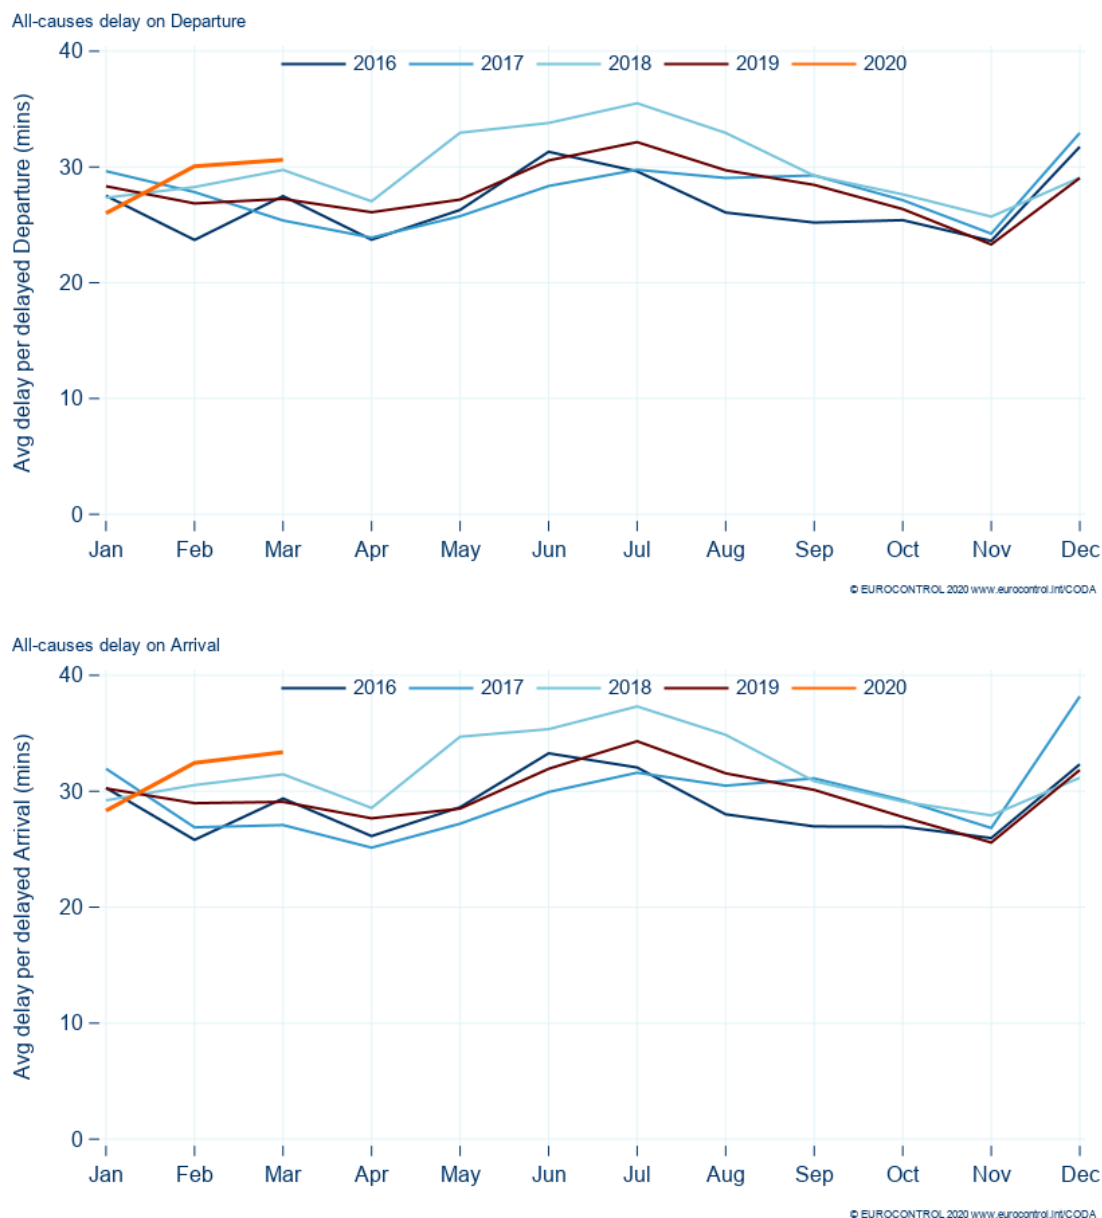 All-causes delay on Departure
40
2016 2017 2018 2019 2020
Avg delay per delayed Departure (mins)
30
20
10
0
Jan Feb Mar Apr May Jun Jul Aug Sep Oct Nov Dec
© EUROCONTROL 2020 www.eurocontrol.int/CODA
All-causes delay on Arrival
40
2016 2017 2018 2019 2020
Avg delay per delayed Arrival (mins)
30
20
10
0
Jan Feb Mar Apr May Jun Jul Aug Sep Oct Nov Dec
© EUROCONTROL 2020 www.eurocontrol.int/CODA